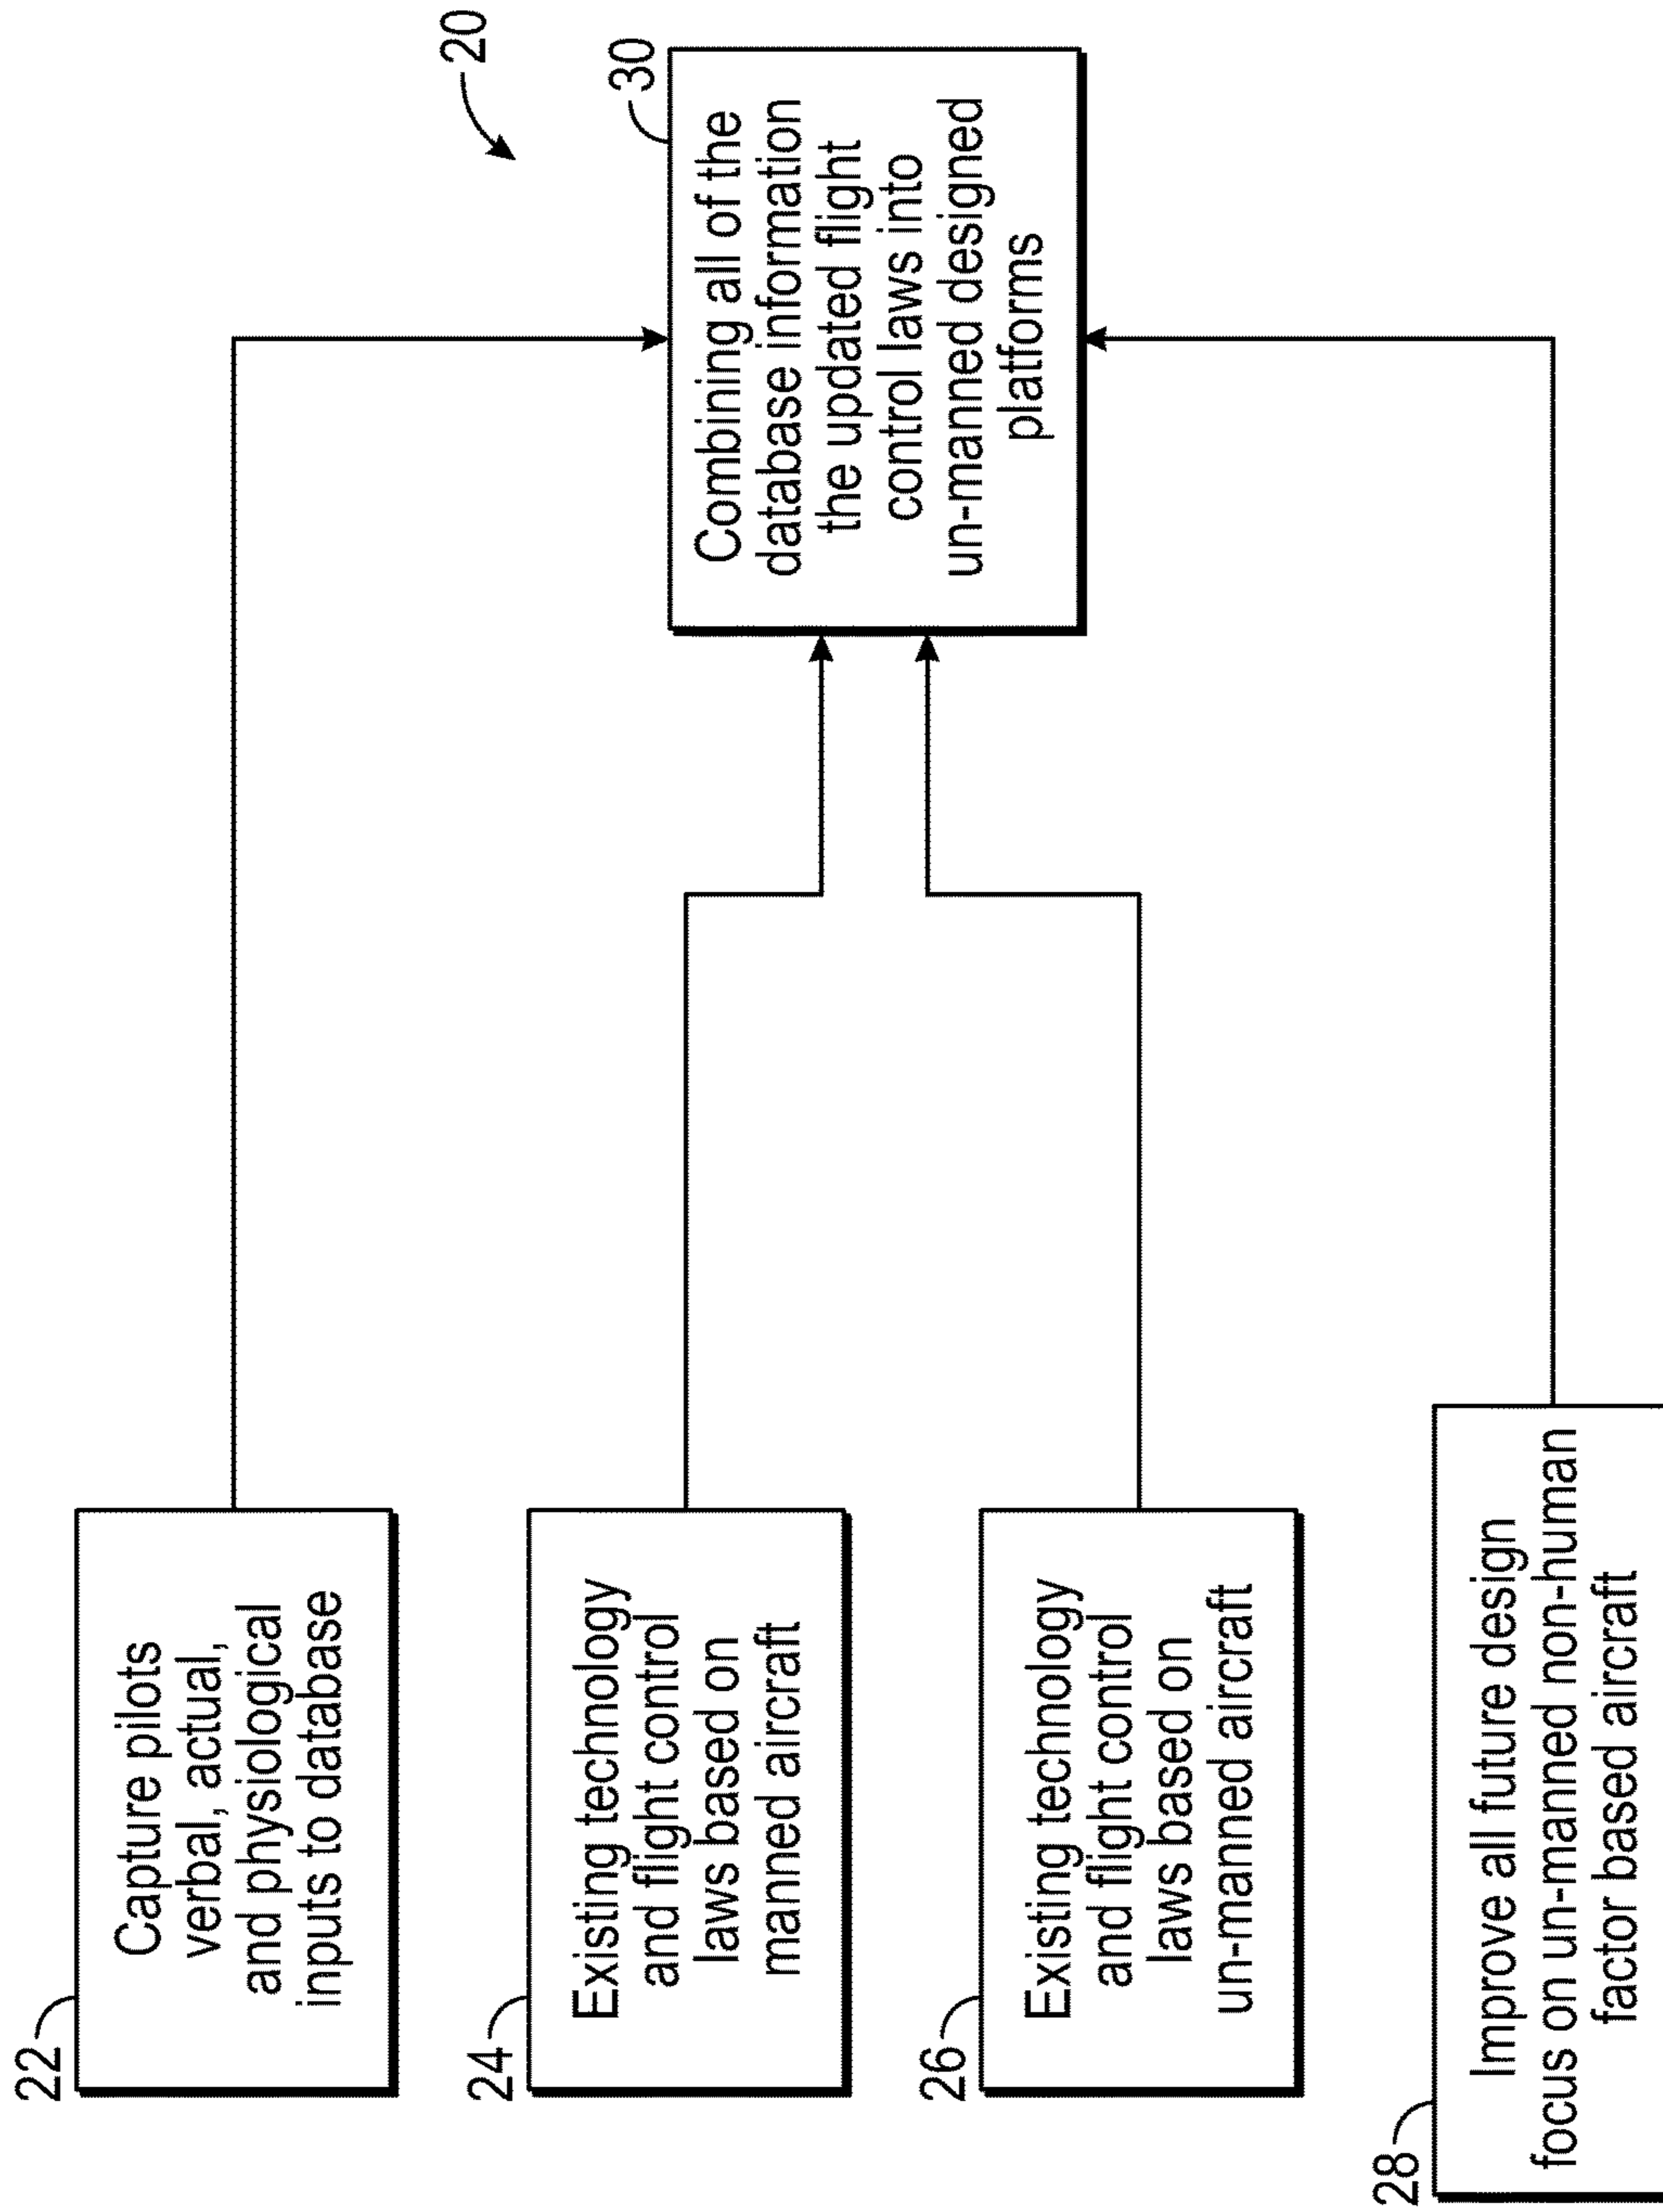 20
22
Capture pilots
verbal, actual,
and physiological
inputs to database
24
Existing technology
and flight control
laws based on
manned aircraft
26
Existing technology
and flight control
laws based on
un-manned aircraft
28
Improve all future design
focus on un-manned non-human
factor based aircraft
30
Combining all of the
database information
the updated flight
control laws into
un-manned designed
platforms